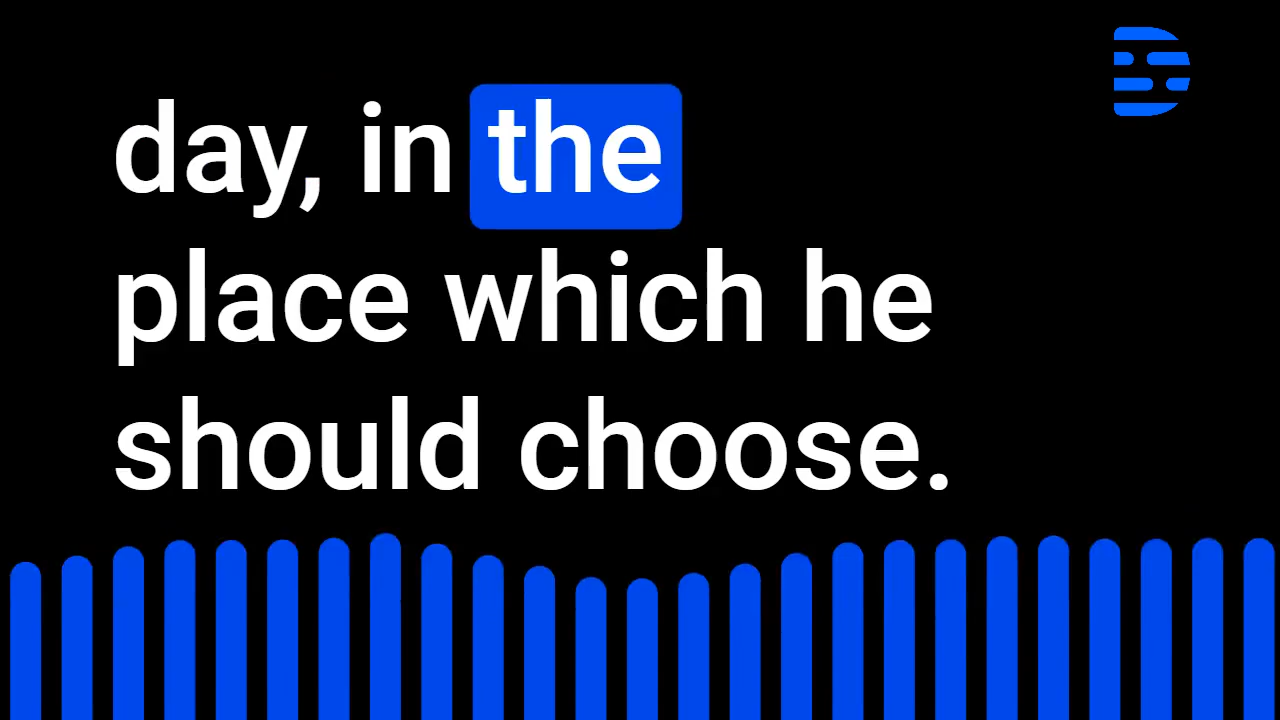 day, in the
place which he
should choose.